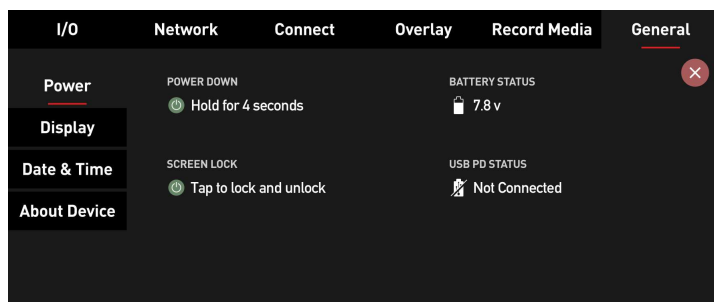 I/O Network Connect Overlay Record Media General
Power
Display
Date & Time
About Device
POWER DOWN
Hold for 4 seconds
BATTERY STATUS
7.8 v
SCREEN LOCK
Tap to lock and unlock
USB PD STATUS
Not Connected